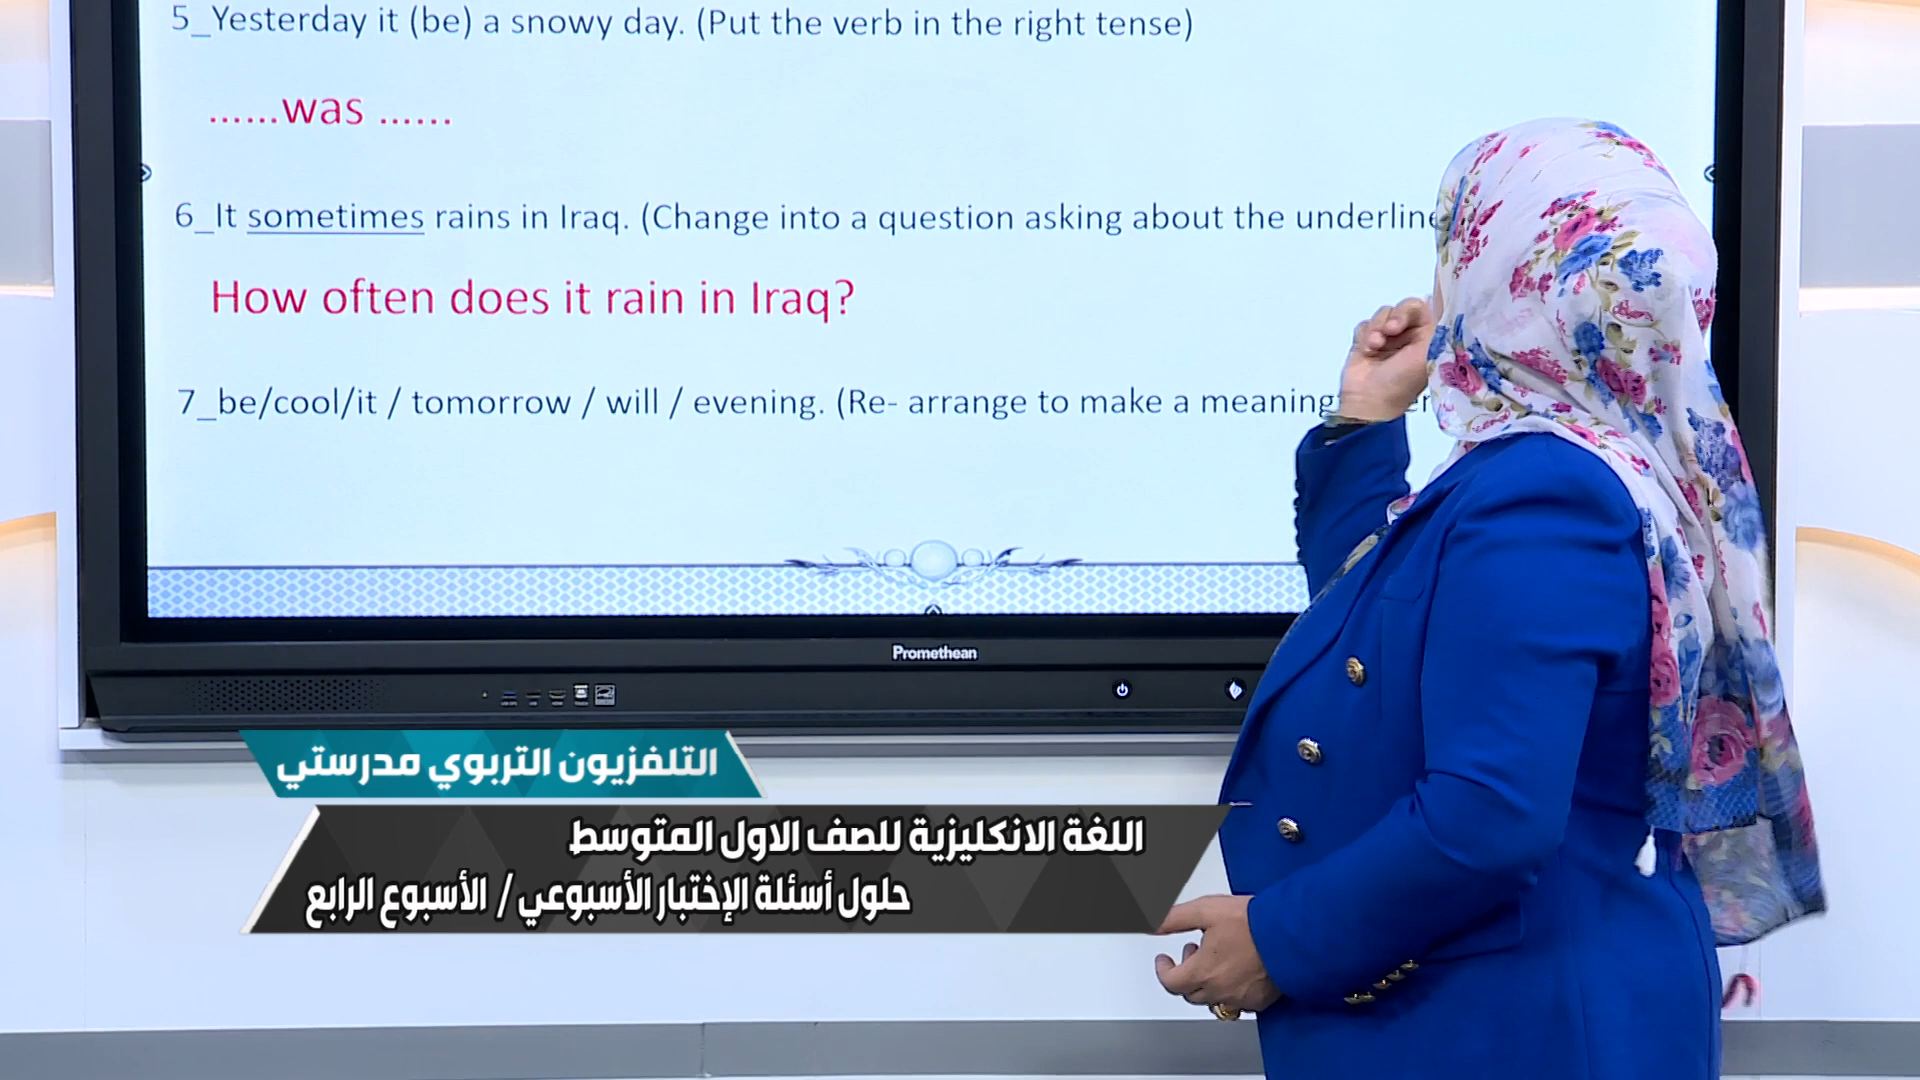 5_Yesterday it (be) a snowy day. (Put the verb in the right tense)
......was ......
6_It sometimes rains in Iraq. (Change into a question asking about the
How often does it rain in Iraq?
7_be/cool/it / tomorrow / will / evening. (Re- arrange to make a
Promethean
التلفزيون التربوي مدرستي
اللغة الانكليزية للصف الاول المتوسط
حلول أسئلة الإختبار الأسبوعي / الأسبوع الرابع